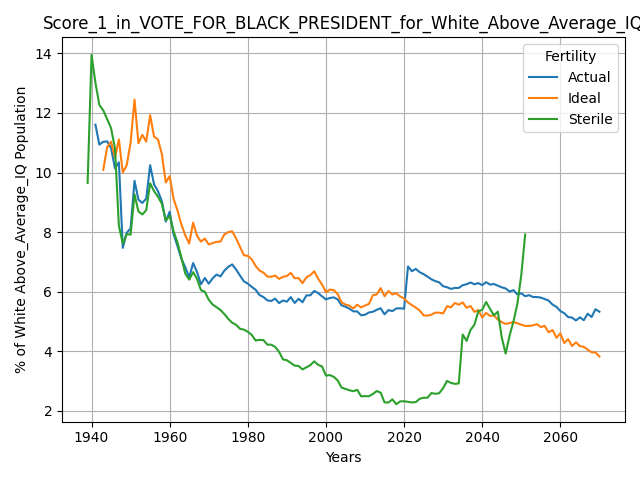 Score_1_in_VOTE_FOR_BLACK_PRESIDENT_for_White_Above_Average_IQ
Fertility
Actual
Ideal
Sterile
% of White Above_Average_IQ Population
14
12
10
8
6
4
2
1940 1960 1980 2000 2020 2040 2060
Years